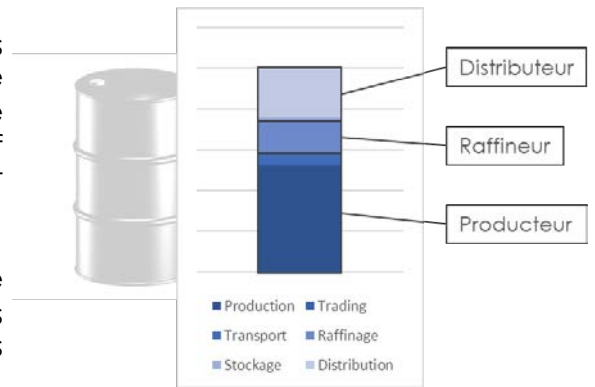 Distributeur
Raffineur
Producteur
Production Trading
Transport Raffinage
Stockage Distribution